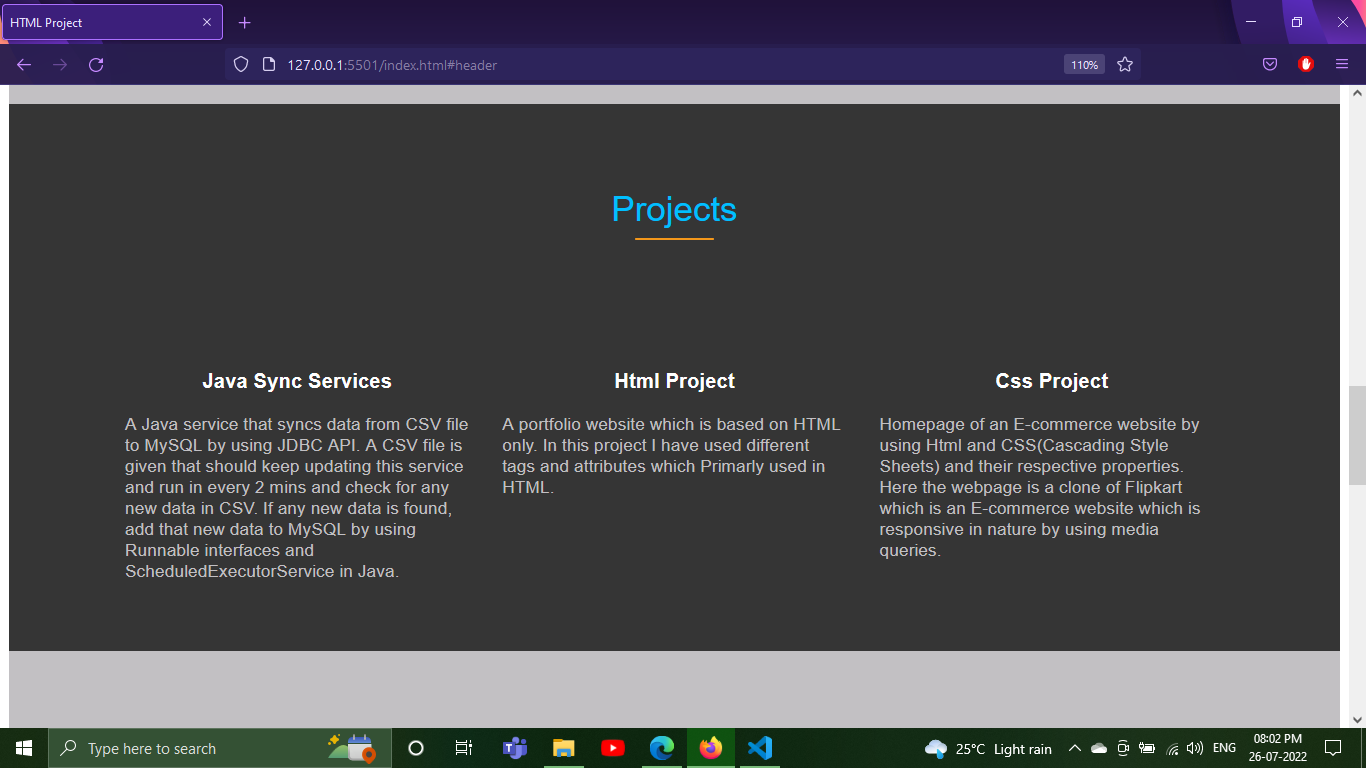 HTML Project
127.0.0.1:5501/index.html#header
110%
Projects
Java Sync Services
A Java service that syncs data from CSV file
to MySQL by using JDBC API. A CSV file is
given that should keep updating this service
and run in every 2 mins and check for any
new data in CSV. If any new data is found,
add that new data to MySQL by using
Runnable interfaces and
ScheduledExecutorService in Java.
Html Project
A portfolio website which is based on HTML
only. In this project I have used different
tags and attributes which Primarly used in
HTML.
Css Project
Homepage of an E-commerce website by
using Html and CSS(Cascading Style
Sheets) and their respective properties.
Here the webpage is a clone of Flipkart
which is an E-commerce website which is
responsive in nature by using media
queries.
Type here to search
25°C Light rain
ENG
08:02 PM
26-07-2022